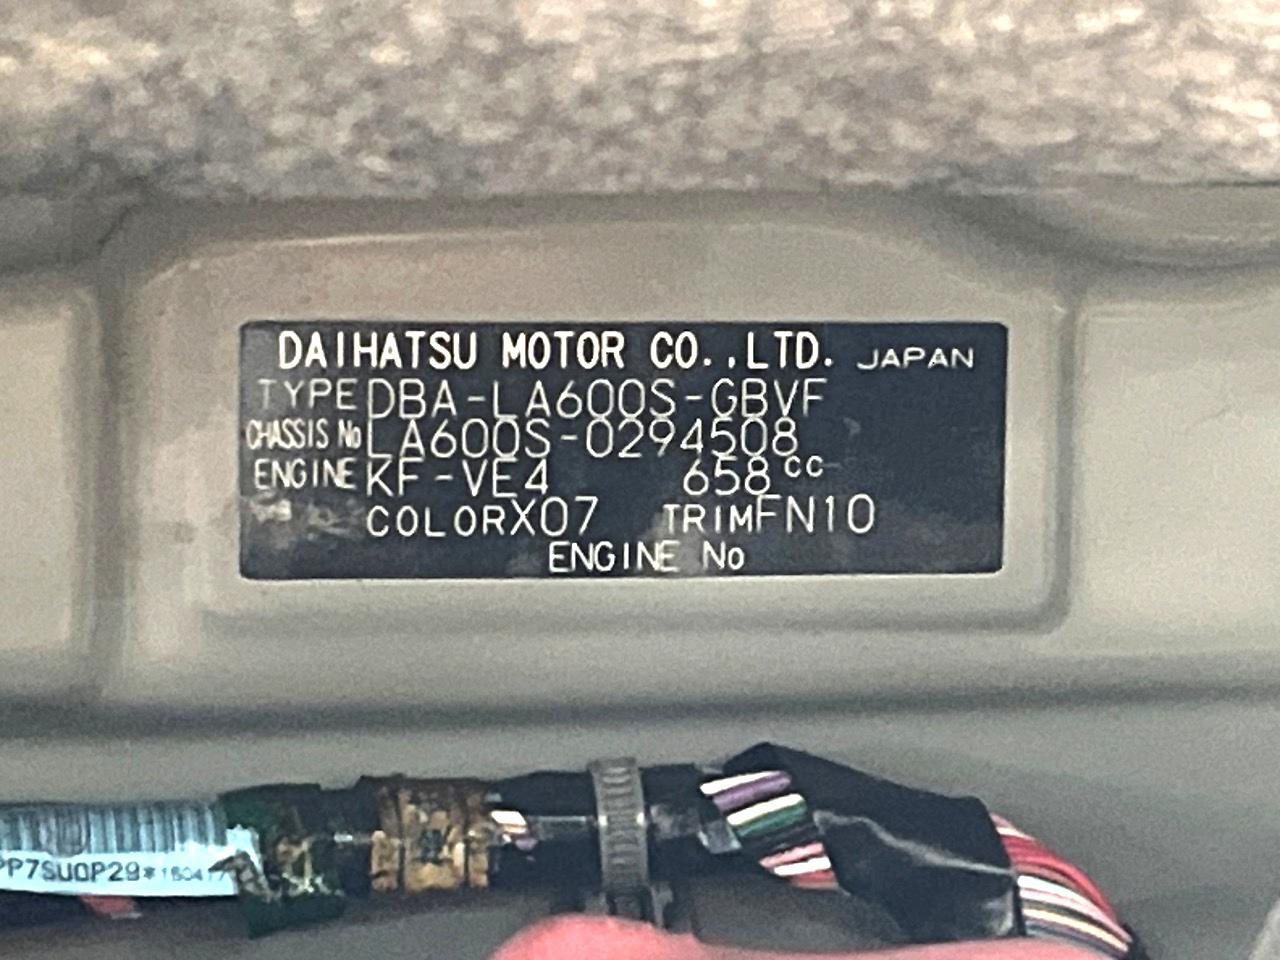 DAIHATSU MOTOR CO.,LTD. JAPAN
TYPE DBA-LA600S-GBVF
CHASSIS No LA600S-0294508
ENGINE KF-VE4 658cc
COLOR X07 TRIM FN10
ENGINE No
PP7SU0P29*